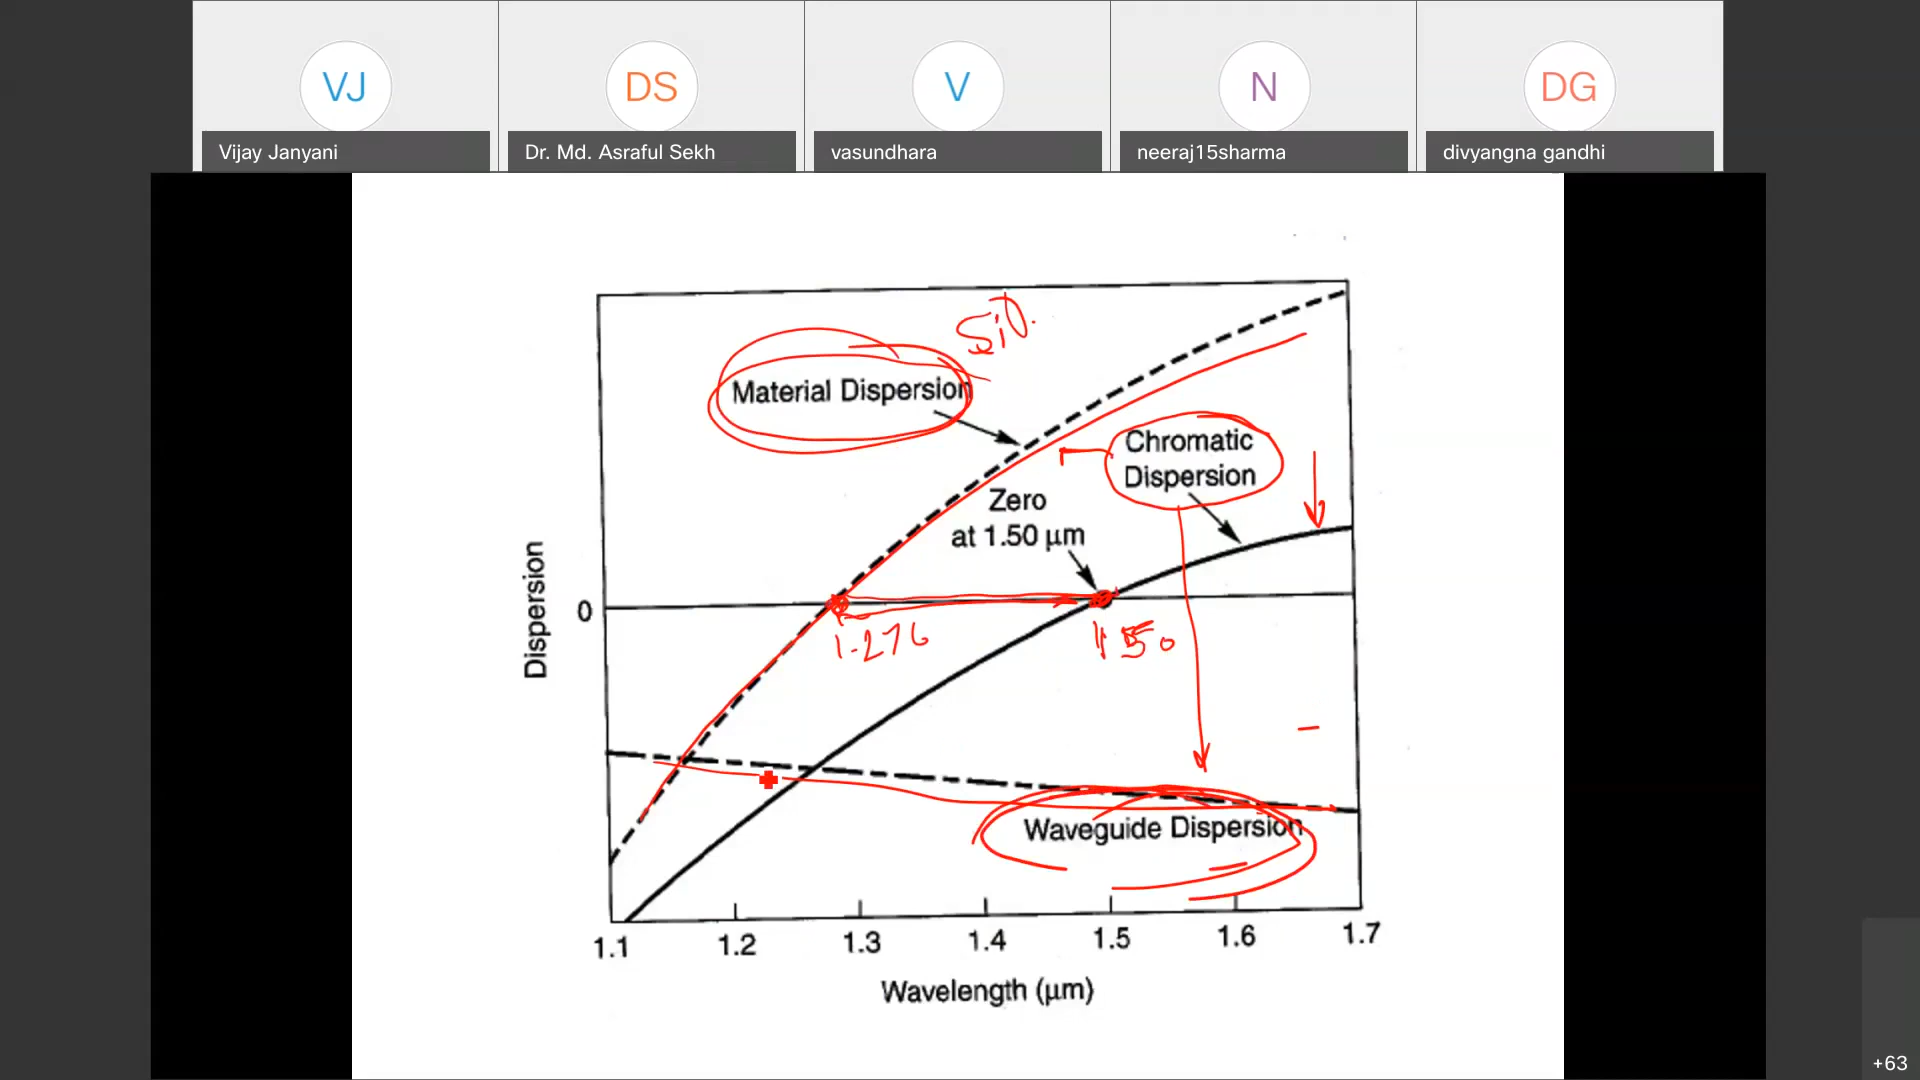 VJ
DS
V
N
DG
Vijay Janyani
Dr. Md. Asraful Sekh
vasundhara
neeraj15sharma
divyangna gandhi
Material Dispersion
Chromatic
Dispersion
Zero
at 1.50 μm
Dispersion
0
1.276
1.50
Waveguide Dispersion
1.1
1.2
1.3
1.4
1.5
1.6
1.7
Wavelength (μm)
+63